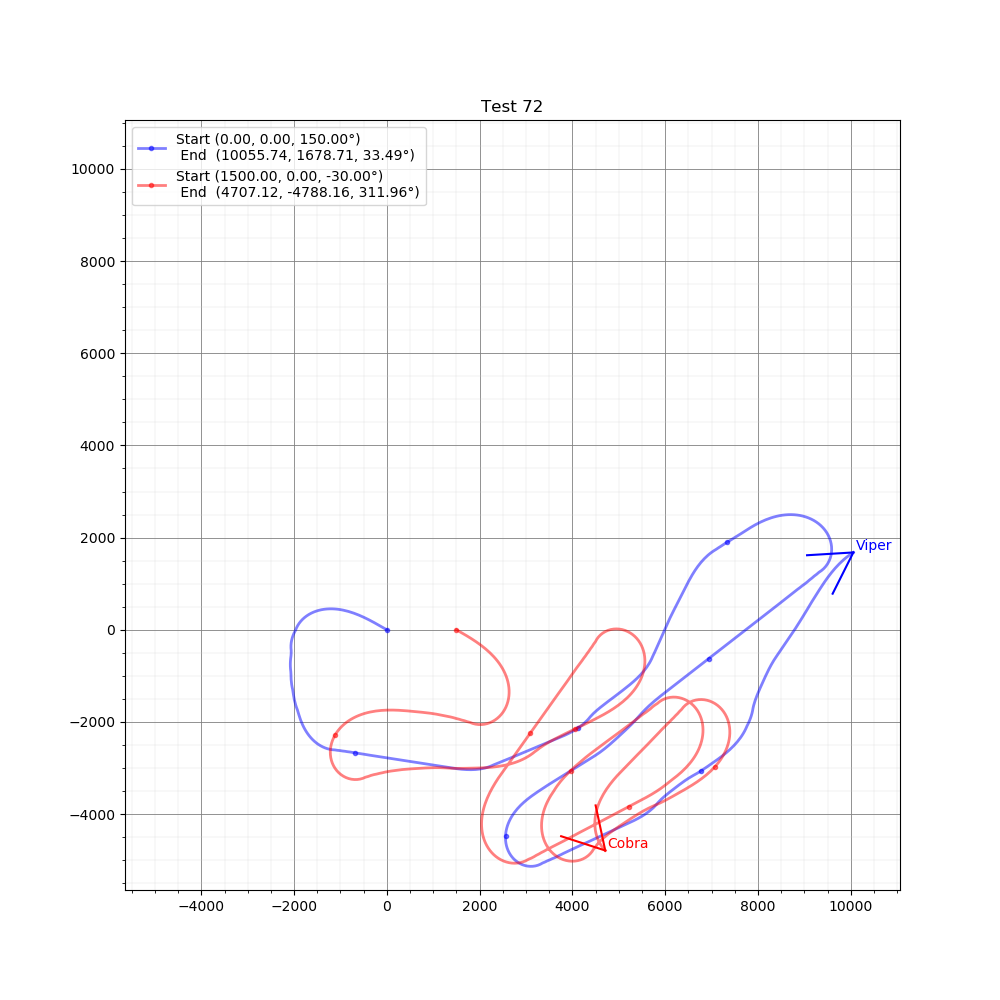 Test 72
Start (0.00, 0.00, 150.00°)
End (10055.74, 1678.71, 33.49°)
Start (1500.00, 0.00, -30.00°)
End (4707.12, -4788.16, 311.96°)
10000
8000
6000
4000
2000
0
−2000
−4000
Viper
Cobra
−4000 −2000 0 2000 4000 6000 8000 10000